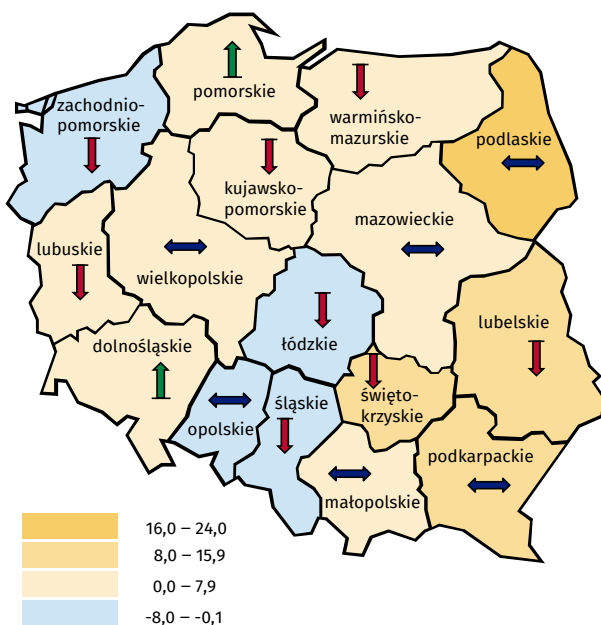 zachodnio-
pomorskie
pomorskie
warmińsko-
mazurskie
podlaskie
kujawsko-
pomorskie
mazowieckie
lubuskie
wielkopolskie
dolnośląskie
łódzkie
lubelskie
opolskie
śląskie
święto-
krzyskie
małopolskie
podkarpackie
16,0 – 24,0
8,0 – 15,9
0,0 – 7,9
-8,0 – -0,1